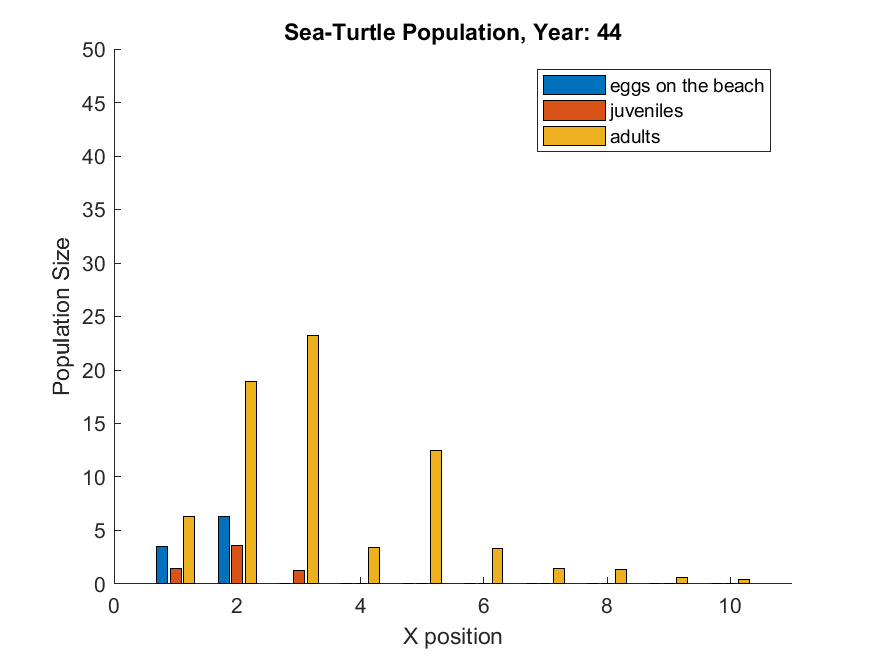 Sea-Turtle Population, Year: 44
50
45
40
35
30
25
20
15
10
5
0
Population Size
eggs on the beach
juveniles
adults
0 2 4 6 8 10
X position